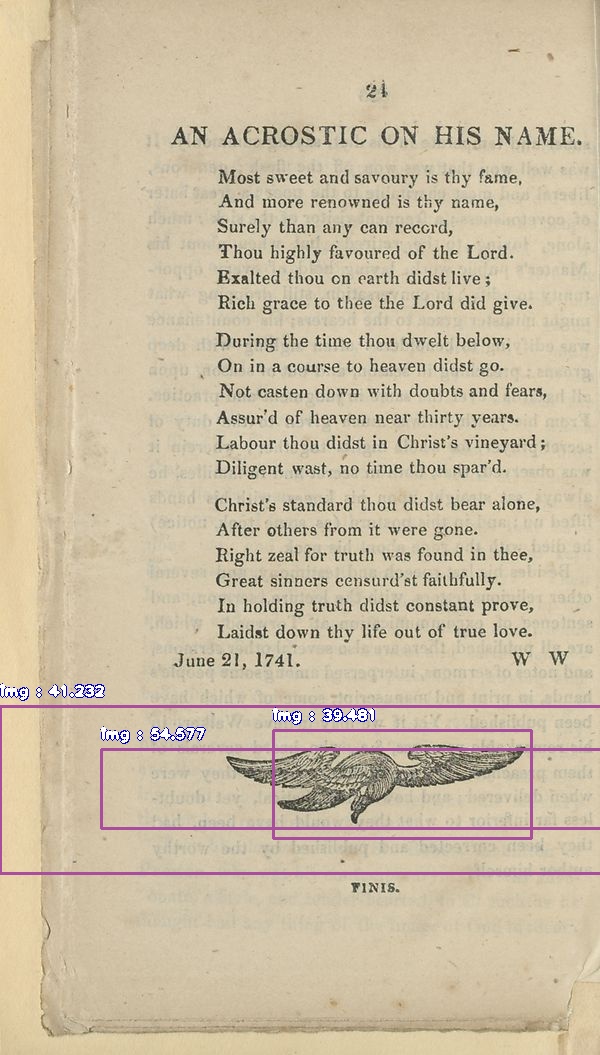 24
AN ACROSTIC ON HIS NAME.
Most sweet and savoury is thy fame,
And more renowned is thy name,
Surely than any can record,
Thou highly favoured of the Lord.
Exalted thou on earth didst live;
Rich grace to thee the Lord did give.
During the time thou dwelt below,
On in a course to heaven didst go.
Not casten down with doubts and fears,
Assur'd of heaven near thirty years.
Labour thou didst in Christ's vineyard;
Diligent wast, no time thou spar'd.
Christ's standard thou didst bear alone,
After others from it were gone.
Right zeal for truth was found in thee,
Great sinners censurd'st faithfully.
In holding truth didst constant prove,
Laidst down thy life out of true love.
June 21, 1741. W W
img : 41.232
img : 39.481
img : 54.577
FINIS.